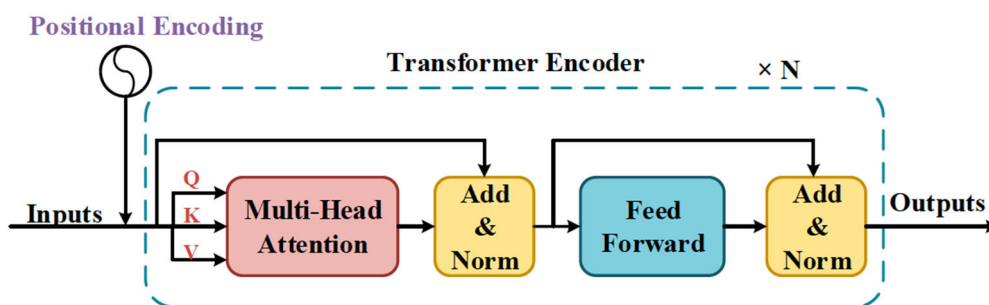 Positional Encoding
Transformer Encoder
× N
Inputs
Q
K
V
Multi-Head
Attention
Add
&
Norm
Feed
Forward
Add
&
Norm
Outputs